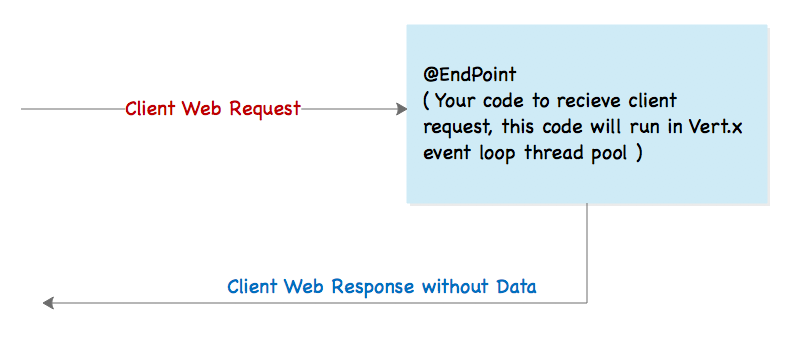 @EndPoint
( Your code to recieve client
Client Web Request
request, this code will run in Vert.x
event loop thread pool )
Client Web Response without Data